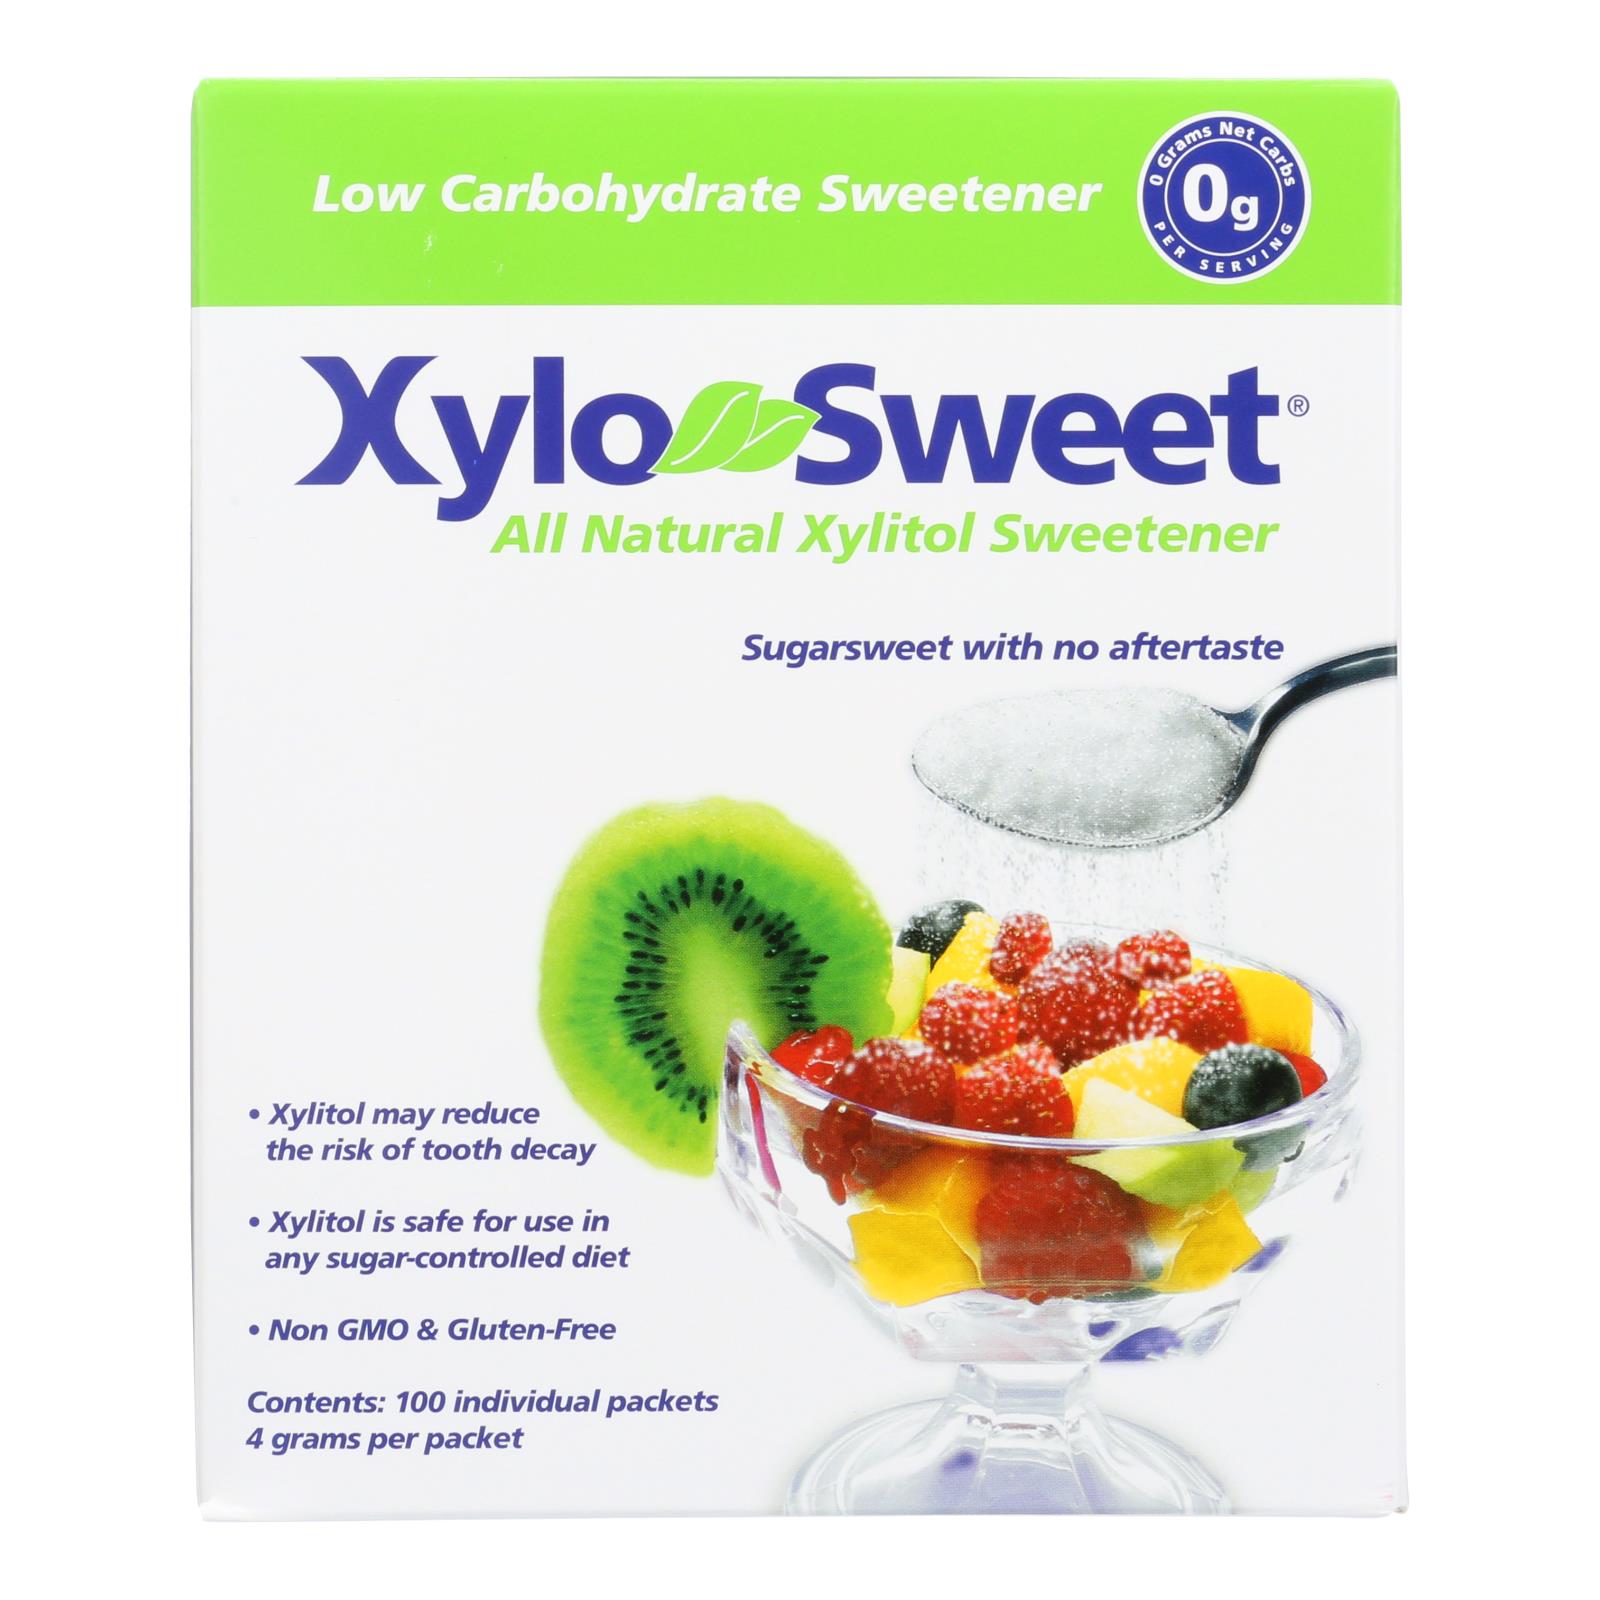 Low Carbohydrate Sweetener
0 Grams Net Carbs
0g
PER SERVING
XyloSweet®
All Natural Xylitol Sweetener
Sugarsweet with no aftertaste
• Xylitol may reduce
the risk of tooth decay
• Xylitol is safe for use in
any sugar-controlled diet
• Non GMO & Gluten-Free
Contents: 100 individual packets
4 grams per packet